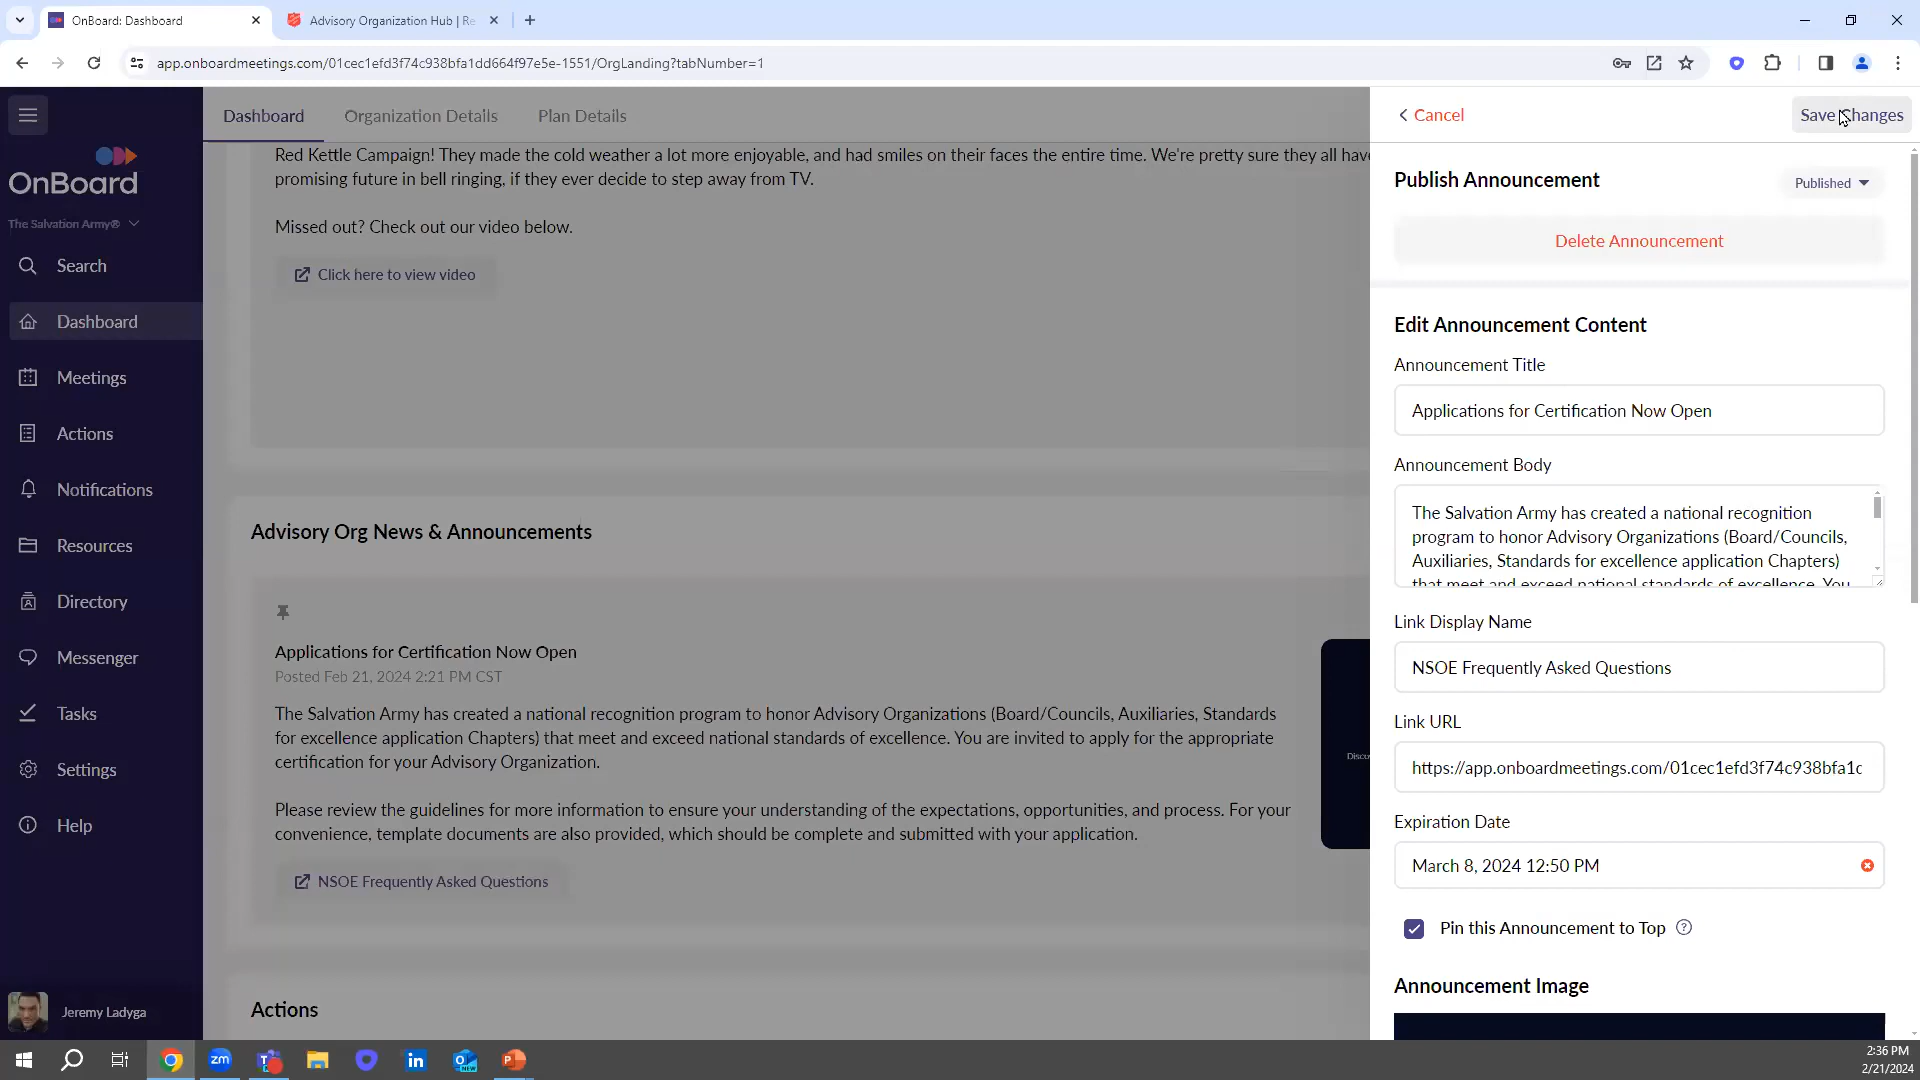 OnBoard: Dashboard
Advisory Organization Hub | Re
app.onboardmeetings.com/01cec1efd3f74c938bfa1dd664f97e5e-1551/OrgLanding?tabNumber=1
OnBoard
The Salvation Army®
Search
Dashboard
Meetings
Actions
Notifications
Resources
Directory
Messenger
Tasks
Settings
Help
Jeremy Ladyga
Dashboard
Organization Details
Plan Details
Red Kettle Campaign! They made the cold weather a lot more enjoyable, and had smiles on their faces the entire time. We're pretty sure they all have
promising future in bell ringing, if they ever decide to step away from TV.
Missed out? Check out our video below.
Click here to view video
Advisory Org News & Announcements
Applications for Certification Now Open
Posted Feb 21, 2024 2:21 PM CST
The Salvation Army has created a national recognition program to honor Advisory Organizations (Board/Councils, Auxiliaries, Standards
for excellence application Chapters) that meet and exceed national standards of excellence. You are invited to apply for the appropriate
certification for your Advisory Organization.
Please review the guidelines for more information to ensure your understanding of the expectations, opportunities, and process. For your
convenience, template documents are also provided, which should be complete and submitted with your application.
NSOE Frequently Asked Questions
Discov
Actions
Cancel
Save Changes
Publish Announcement
Published
Delete Announcement
Edit Announcement Content
Announcement Title
Applications for Certification Now Open
Announcement Body
The Salvation Army has created a national recognition
program to honor Advisory Organizations (Board/Councils,
Auxiliaries, Standards for excellence application Chapters)
that meet and exceed national standards of excellence. You
Link Display Name
NSOE Frequently Asked Questions
Link URL
https://app.onboardmeetings.com/01cec1efd3f74c938bfa1c
Expiration Date
March 8, 2024 12:50 PM
Pin this Announcement to Top
Announcement Image
zm
NEW
2:36 PM
2/21/2024